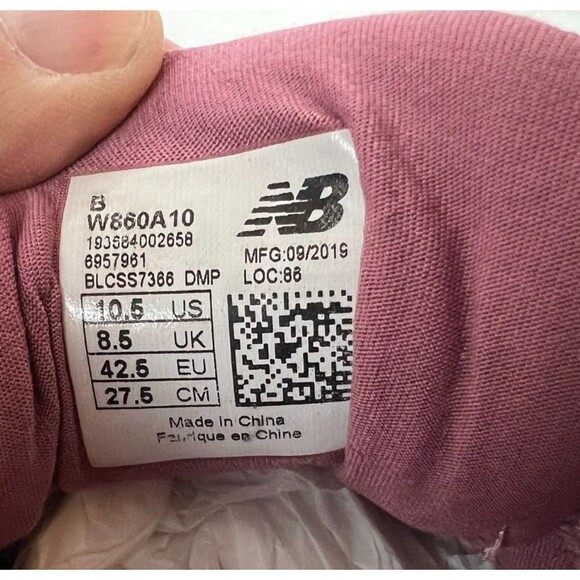 B
W860A10
193684002658
6957961
BLCSS7366 DMP
NB
MFG:09/2019
LOC:86
10.5 US
8.5 UK
42.5 EU
27.5 CM
Made in China
en Chine